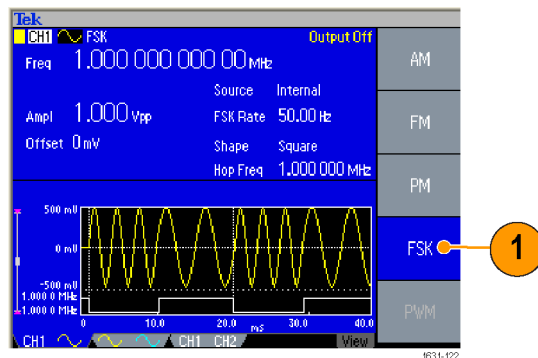 Tek
CH1 FSK Output Off
Freq 1.000 000 000 00 MHz
Source Internal
Ampl 1.000 Vpp FSK Rate 50.00 Hz
Offset 0mV
Shape Square
Hop Freq 1.000 000 MHz
500 mV
0 mV
-500 mV
1.000 0 MHz
1.000 0 MHz
0 10.0 20.0 ms 30.0 40.0
CH1 CH1 CH2 View
AM
FM
PM
FSK
PWM
1
1631-122